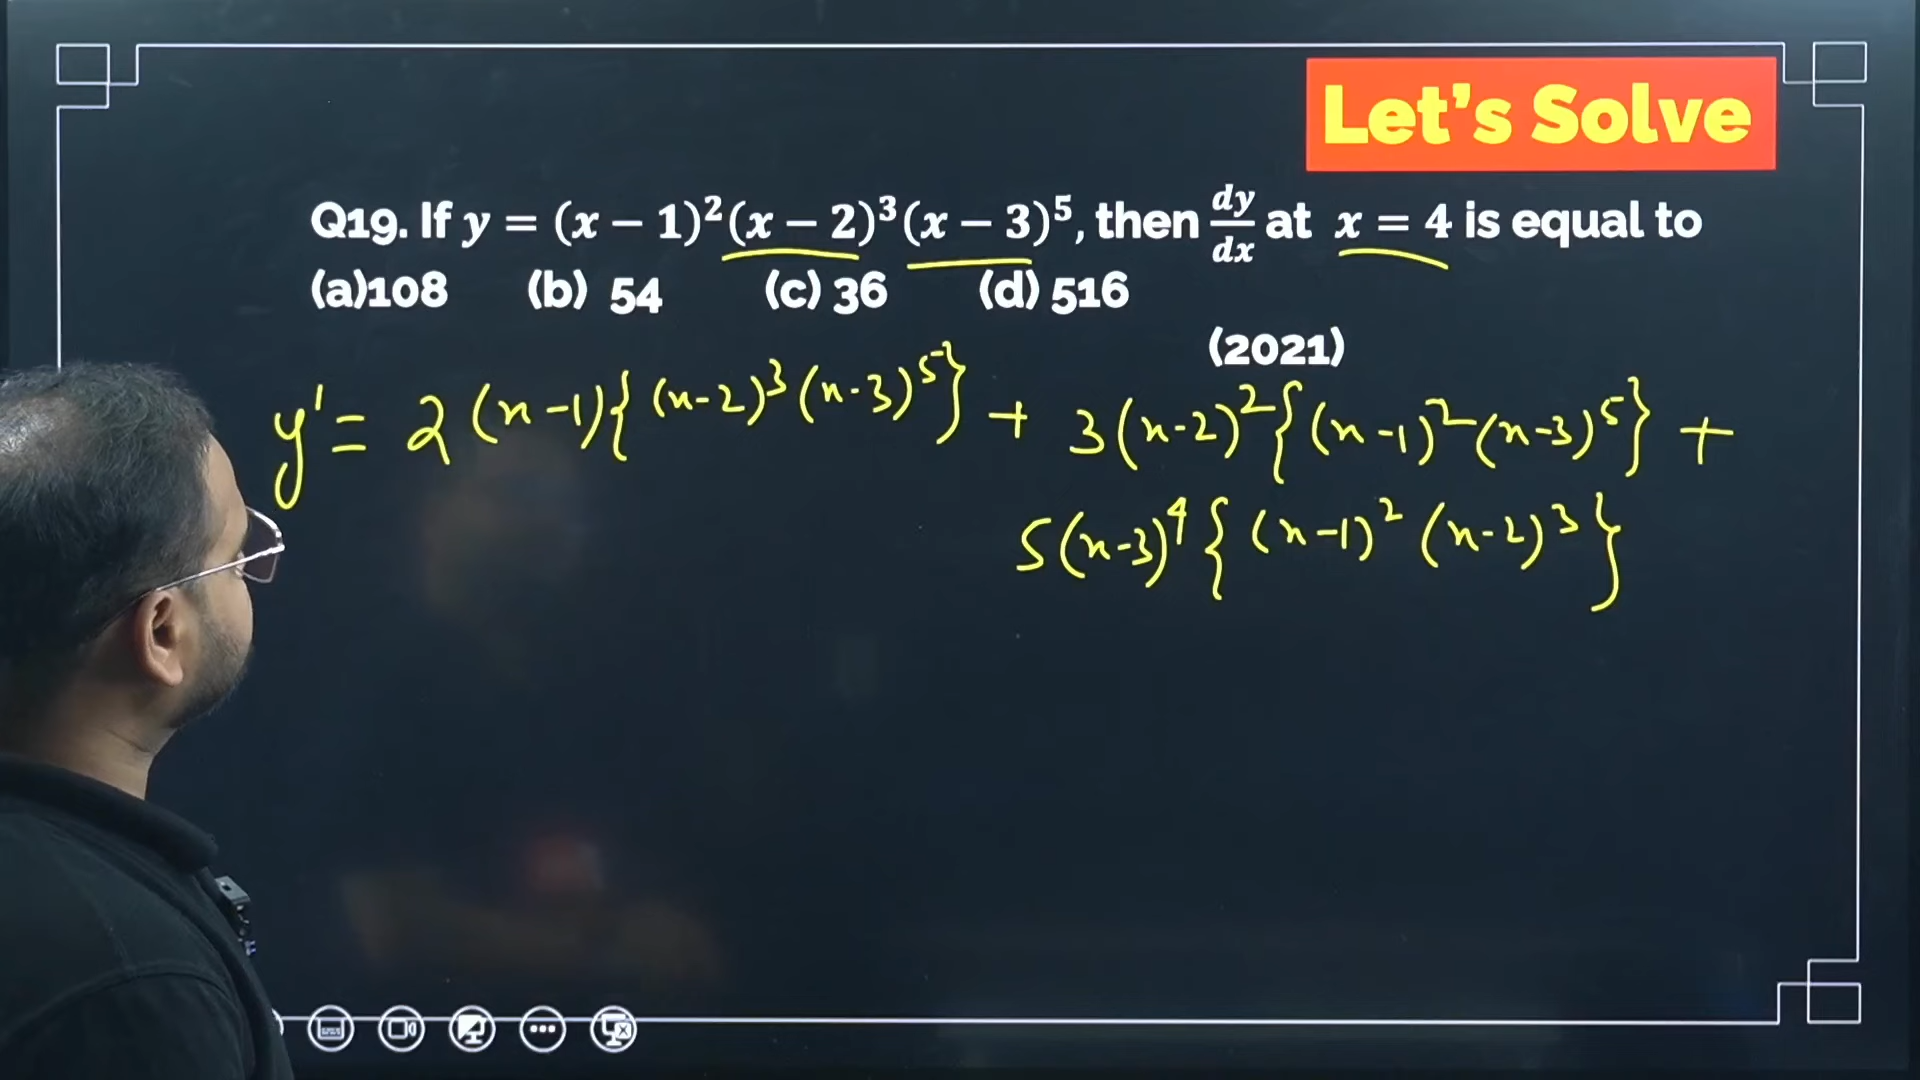 Let's Solve
Q19. If y = (x − 1)²(x − 2)³(x − 3)⁵, then dy/dx at x = 4 is equal to
(a)108 (b) 54 (c) 36 (d) 516
(2021)
y' = 2(x-1){(x-2)³(x-3)⁵} + 3(x-2)²{(x-1)²(x-3)⁵} +
5(x-3)⁴{(x-1)²(x-2)³}